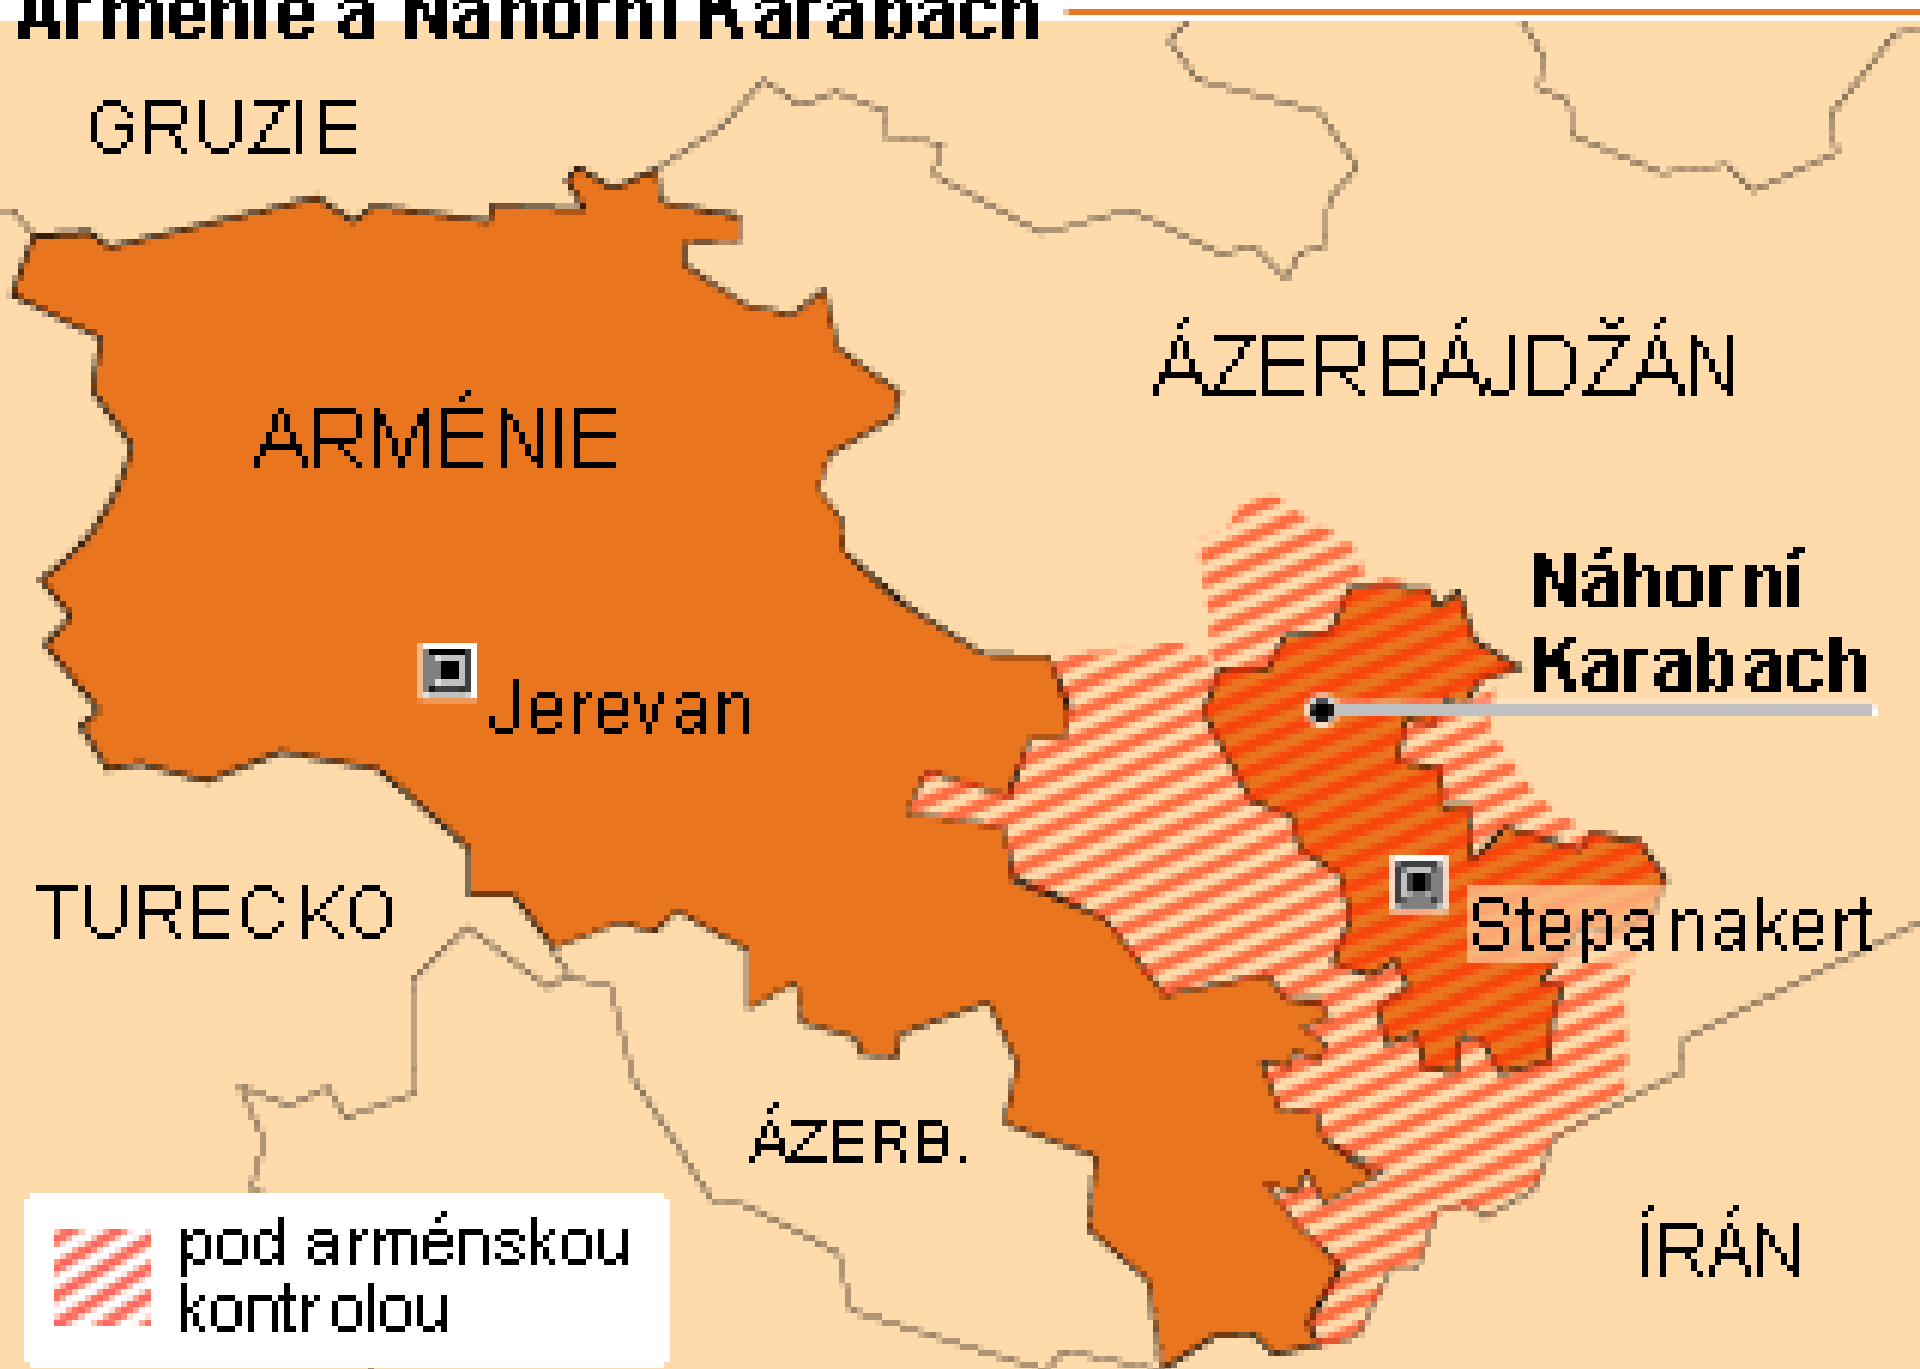 Arménie a Náhorní Karabach
GRUZIE
ÁZERBÁJDŽÁN
ARMÉNIE
Náhorní
Karabach
Jerevan
TURECKO
Stepanakert
ÁZERB.
ÍRÁN
pod arménskou
kontrolou